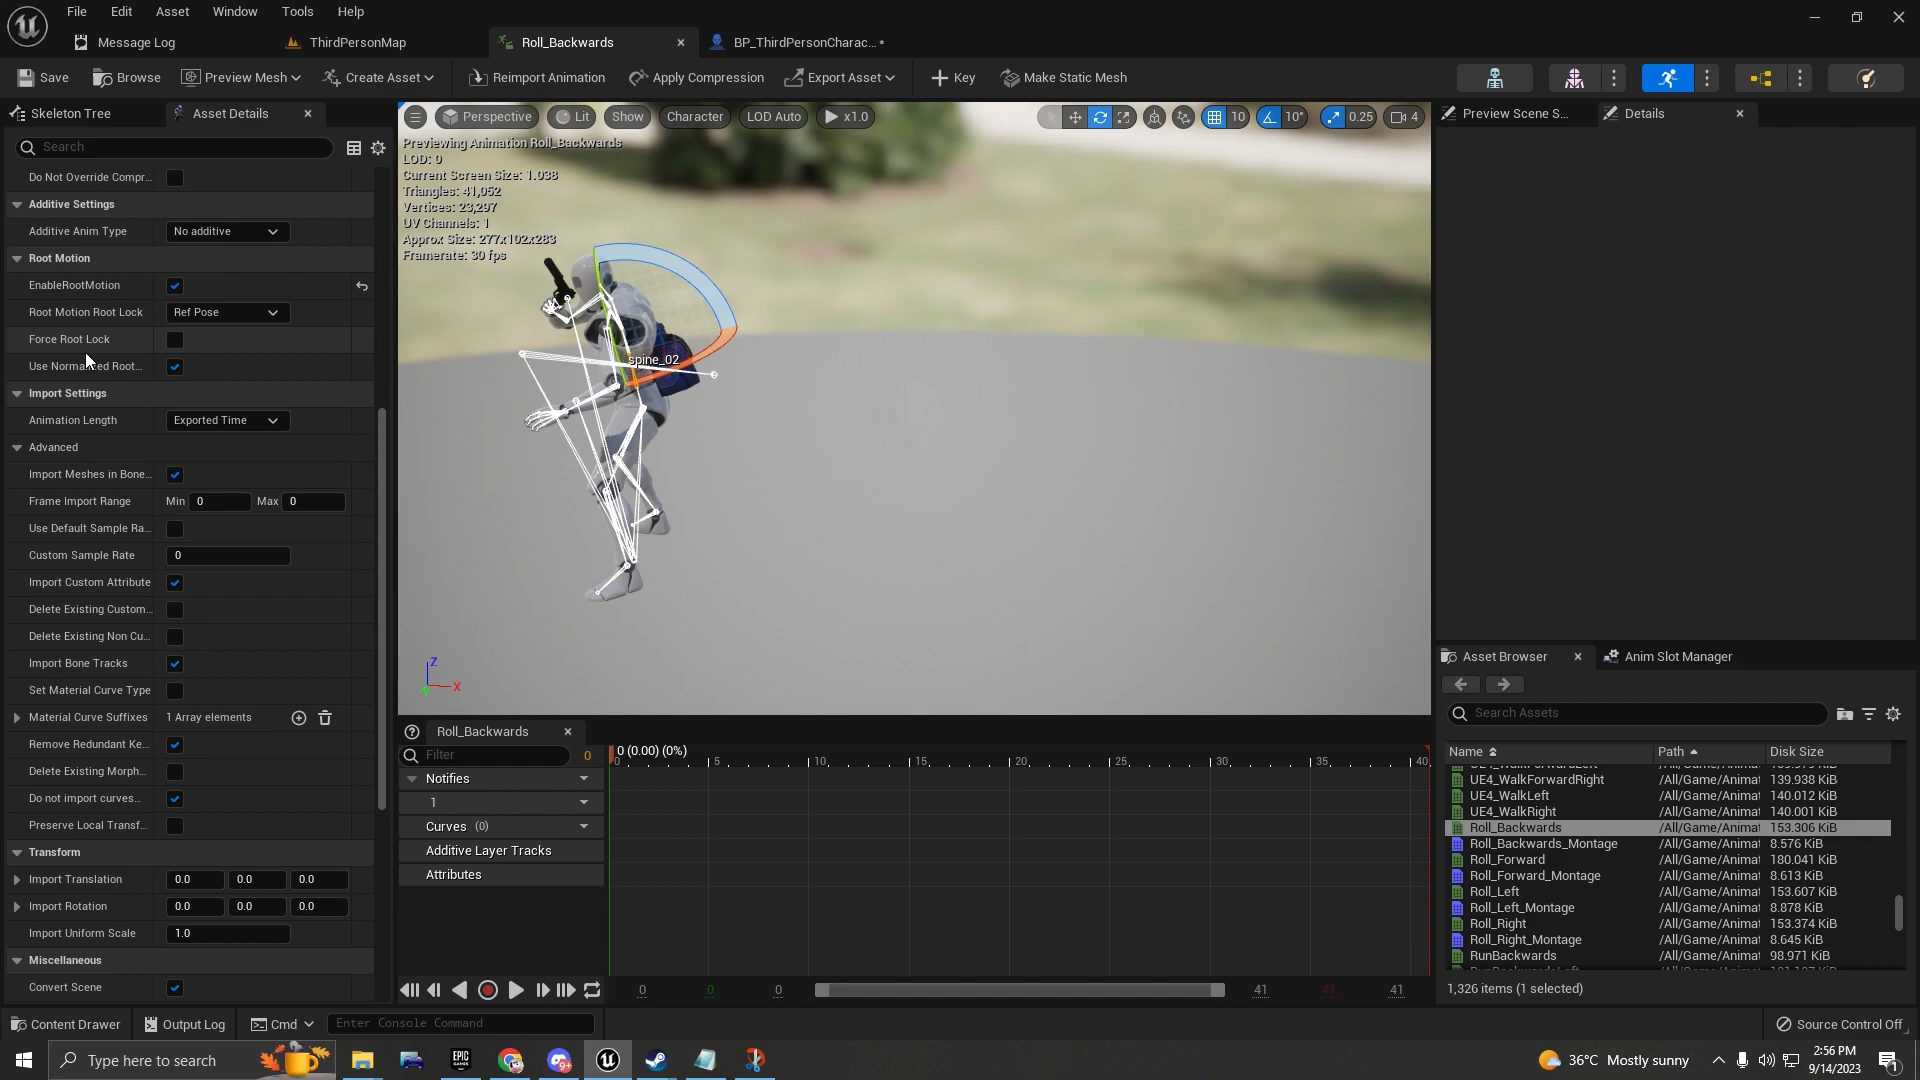 File Edit Asset Window Tools Help
Message Log
ThirdPersonMap
Roll_Backwards
BP_ThirdPersonCharac...*
Save
Browse
Preview Mesh
Create Asset
Reimport Animation
Apply Compression
Export Asset
Key
Make Static Mesh
Skeleton Tree
Asset Details
Search
Do Not Override Compr...
Additive Settings
Additive Anim Type No additive
Root Motion
EnableRootMotion
Root Motion Root Lock Ref Pose
Force Root Lock
Use Normalized Root...
Import Settings
Animation Length Exported Time
Advanced
Import Meshes in Bone...
Frame Import Range Min 0 Max 0
Use Default Sample Ra...
Custom Sample Rate 0
Import Custom Attribute
Delete Existing Custom...
Delete Existing Non Cu...
Import Bone Tracks
Set Material Curve Type
Material Curve Suffixes 1 Array elements
Remove Redundant Ke...
Delete Existing Morph...
Do not import curves...
Preserve Local Transf...
Transform
Import Translation 0.0 0.0 0.0
Import Rotation 0.0 0.0 0.0
Import Uniform Scale 1.0
Miscellaneous
Convert Scene
Perspective Lit Show Character LOD Auto x1.0
10 10° 0.25 4
Previewing Animation Roll_Backwards
LOD: 0
Current Screen Size: 1.038
Triangles: 41,052
Vertices: 23,297
UV Channels: 1
Approx Size: 277x102x283
Framerate: 30 fps
spine_02
Z
X
Y
Roll_Backwards
Filter 0
0 (0.00) (0%)
0 5 10 15 20 25 30 35 40
Notifies
1
Curves (0)
Additive Layer Tracks
Attributes
0 0 0 41 41 41
Preview Scene S...
Details
Asset Browser
Anim Slot Manager
Search Assets
Name Path Disk Size
UE4_WalkForwardRight /All/Game/Animat 139.938 KiB
UE4_WalkLeft /All/Game/Animat 140.012 KiB
UE4_WalkRight /All/Game/Animat 140.001 KiB
Roll_Backwards /All/Game/Animat 153.306 KiB
Roll_Backwards_Montage /All/Game/Animat 8.576 KiB
Roll_Forward /All/Game/Animat 180.041 KiB
Roll_Forward_Montage /All/Game/Animat 8.613 KiB
Roll_Left /All/Game/Animat 153.607 KiB
Roll_Left_Montage /All/Game/Animat 8.878 KiB
Roll_Right /All/Game/Animat 153.374 KiB
Roll_Right_Montage /All/Game/Animat 8.645 KiB
RunBackwards /All/Game/Animat 98.971 KiB
1,326 items (1 selected)
Content Drawer
Output Log
Cmd
Enter Console Command
Source Control Off
Type here to search
EPIC GAMES
36°C Mostly sunny
2:56 PM
9/14/2023
1